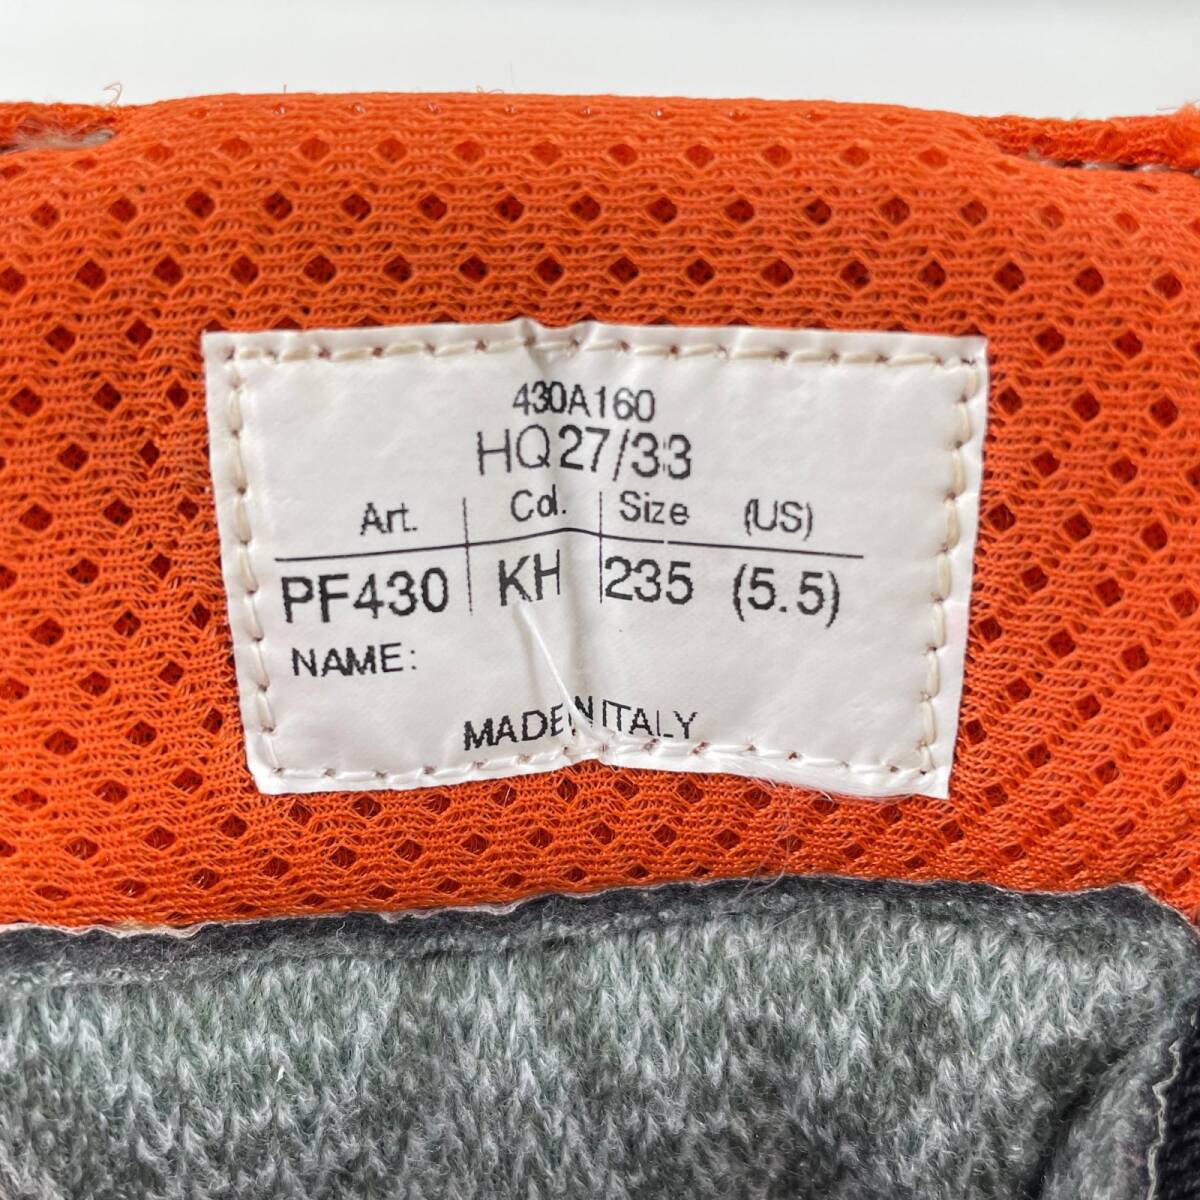 430A160
HQ27/33
Art. Col. Size (US)
PF430 KH 235 (5.5)
NAME:
MADE IN ITALY